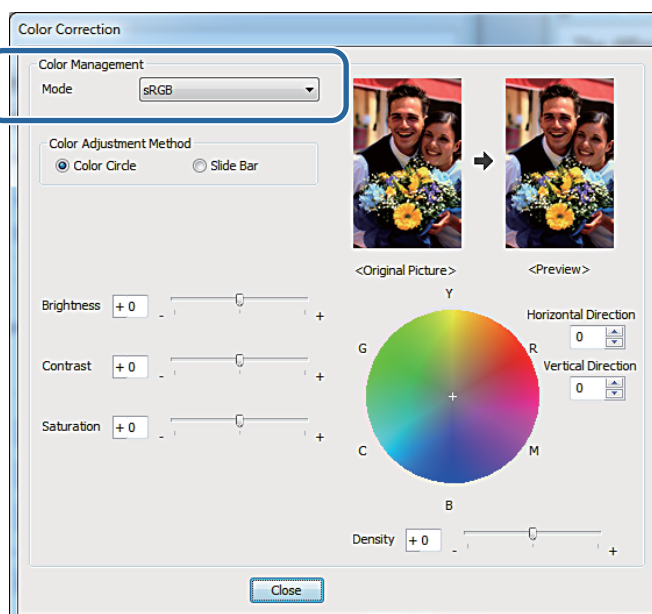 Color Correction
Color Management
Mode
sRGB
Color Adjustment Method
Color Circle
Slide Bar
<Original Picture>
<Preview>
Brightness
+ 0
-
+
Contrast
+ 0
-
+
Saturation
+ 0
-
+
Y
G
R
C
M
B
Horizontal Direction
0
Vertical Direction
0
Density
+ 0
-
+
Close